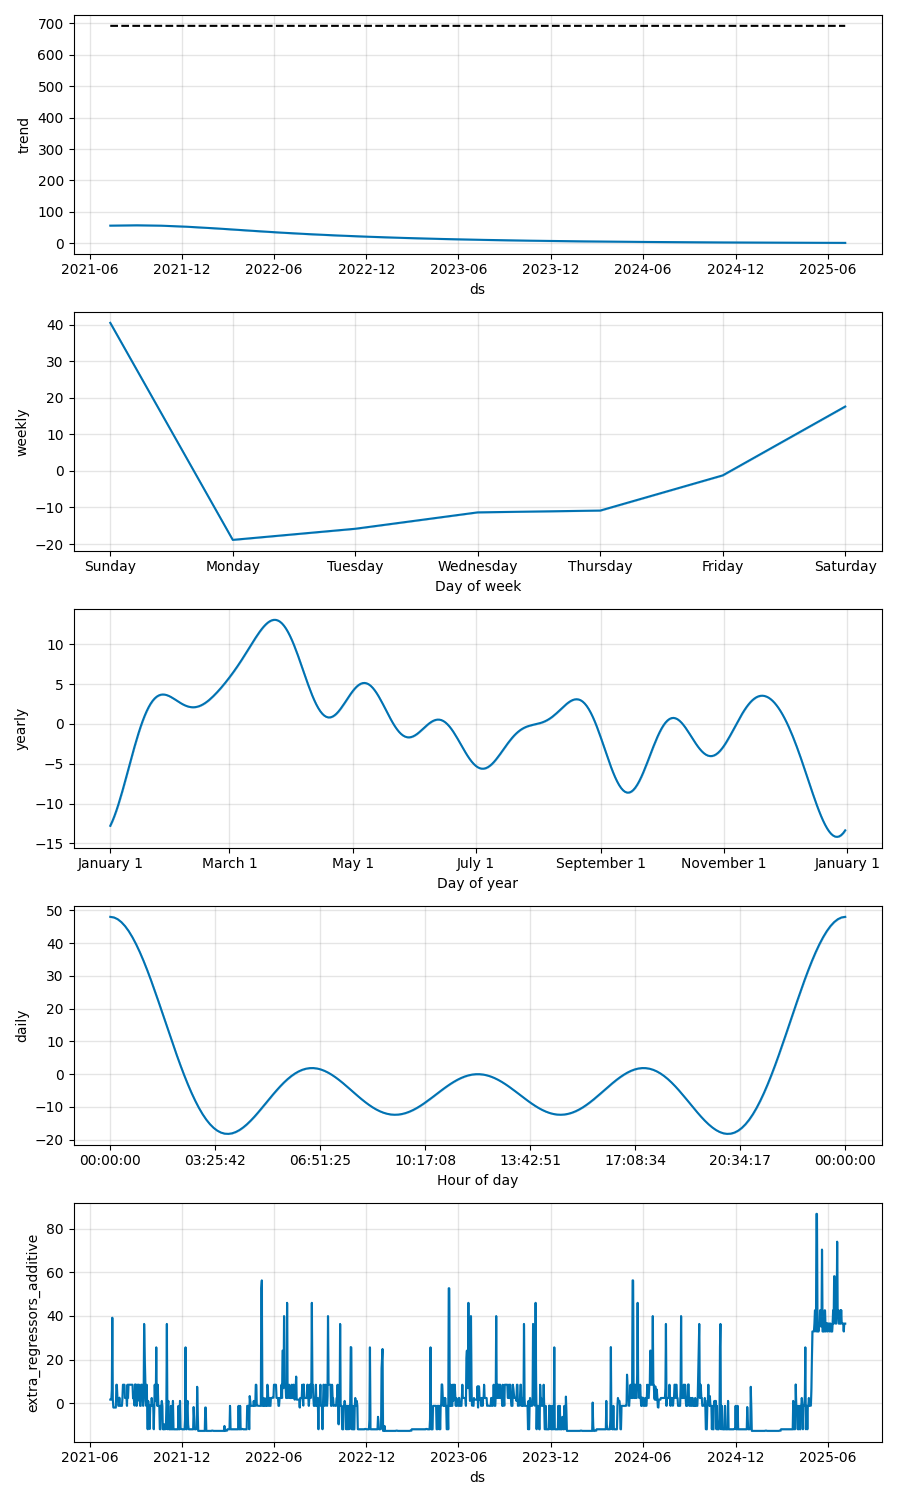 700
600
500
400
300
200
100
0
trend
2021-06 2021-12 2022-06 2022-12 2023-06 2023-12 2024-06 2024-12 2025-06
ds
40
30
20
10
0
−10
−20
weekly
Sunday Monday Tuesday Wednesday Thursday Friday Saturday
Day of week
10
5
0
−5
−10
−15
yearly
January 1 March 1 May 1 July 1 September 1 November 1 January 1
Day of year
50
40
30
20
10
0
−10
−20
daily
00:00:00 03:25:42 06:51:25 10:17:08 13:42:51 17:08:34 20:34:17 00:00:00
Hour of day
80
60
40
20
0
extra_regressors_additive
2021-06 2021-12 2022-06 2022-12 2023-06 2023-12 2024-06 2024-12 2025-06
ds